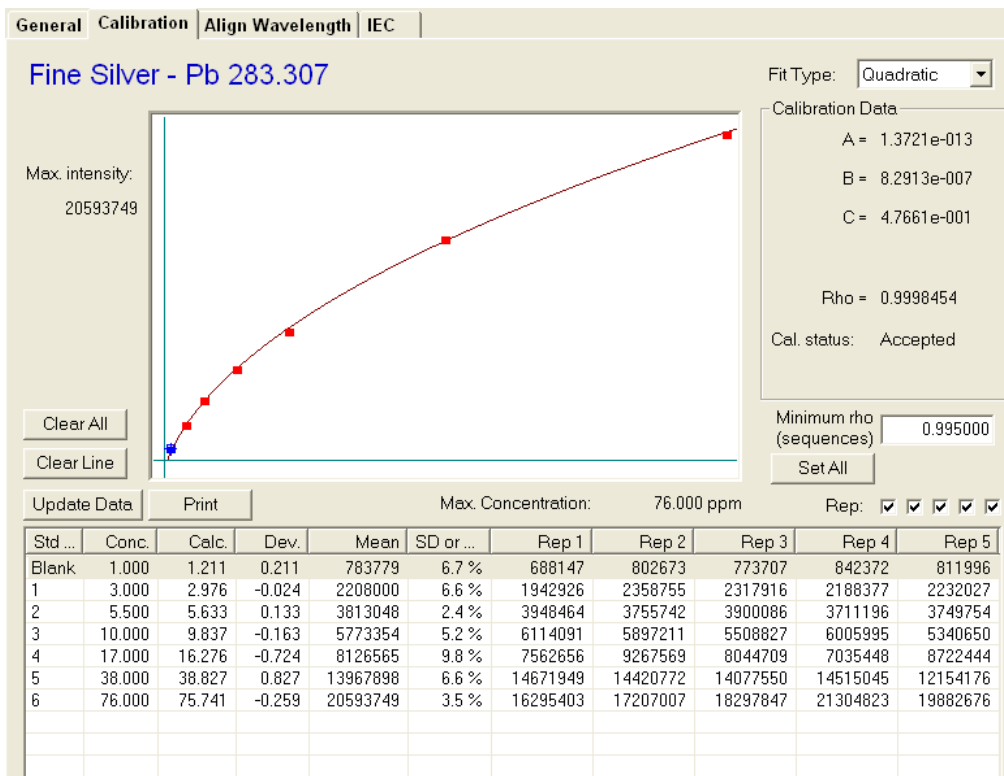 General Calibration Align Wavelength IEC
Fine Silver - Pb 283.307
Fit Type: Quadratic
Calibration Data
A = 1.3721e-013
Max. intensity:
B = 8.2913e-007
20593749
C = 4.7661e-001
Rho = 0.9998454
Cal. status: Accepted
Clear All
Minimum rho
(sequences) 0.995000
Clear Line
Set All
Update Data Print Max. Concentration: 76.000 ppm Rep:
Std ... Conc. Calc. Dev. Mean SD or ... Rep 1 Rep 2 Rep 3 Rep 4 Rep 5
Blank 1.000 1.211 0.211 783779 6.7 % 688147 802673 773707 842372 811996
1 3.000 2.976 -0.024 2208000 6.6 % 1942926 2358755 2317916 2188377 2232027
2 5.500 5.633 0.133 3813048 2.4 % 3948464 3755742 3900086 3711196 3749754
3 10.000 9.837 -0.163 5773354 5.2 % 6114091 5897211 5508827 6005995 5340650
4 17.000 16.276 -0.724 8126565 9.8 % 7562656 9267569 8044709 7035448 8722444
5 38.000 38.827 0.827 13967898 6.6 % 14671949 14420772 14077550 14515045 12154176
6 76.000 75.741 -0.259 20593749 3.5 % 16295403 17207007 18297847 21304823 19882676